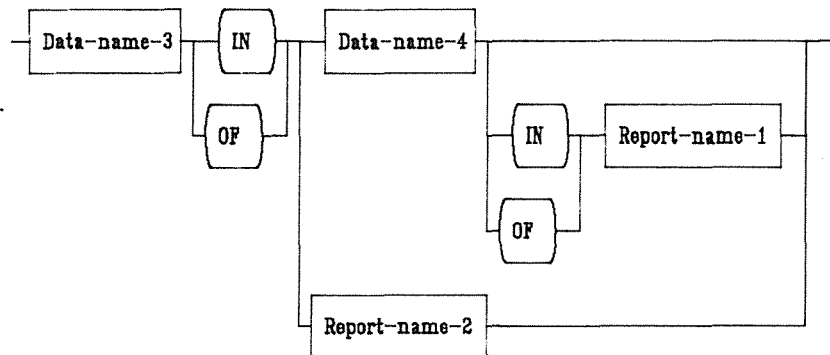 Data-name-3 IN Data-name-4
OF IN Report-name-1
OF
Report-name-2